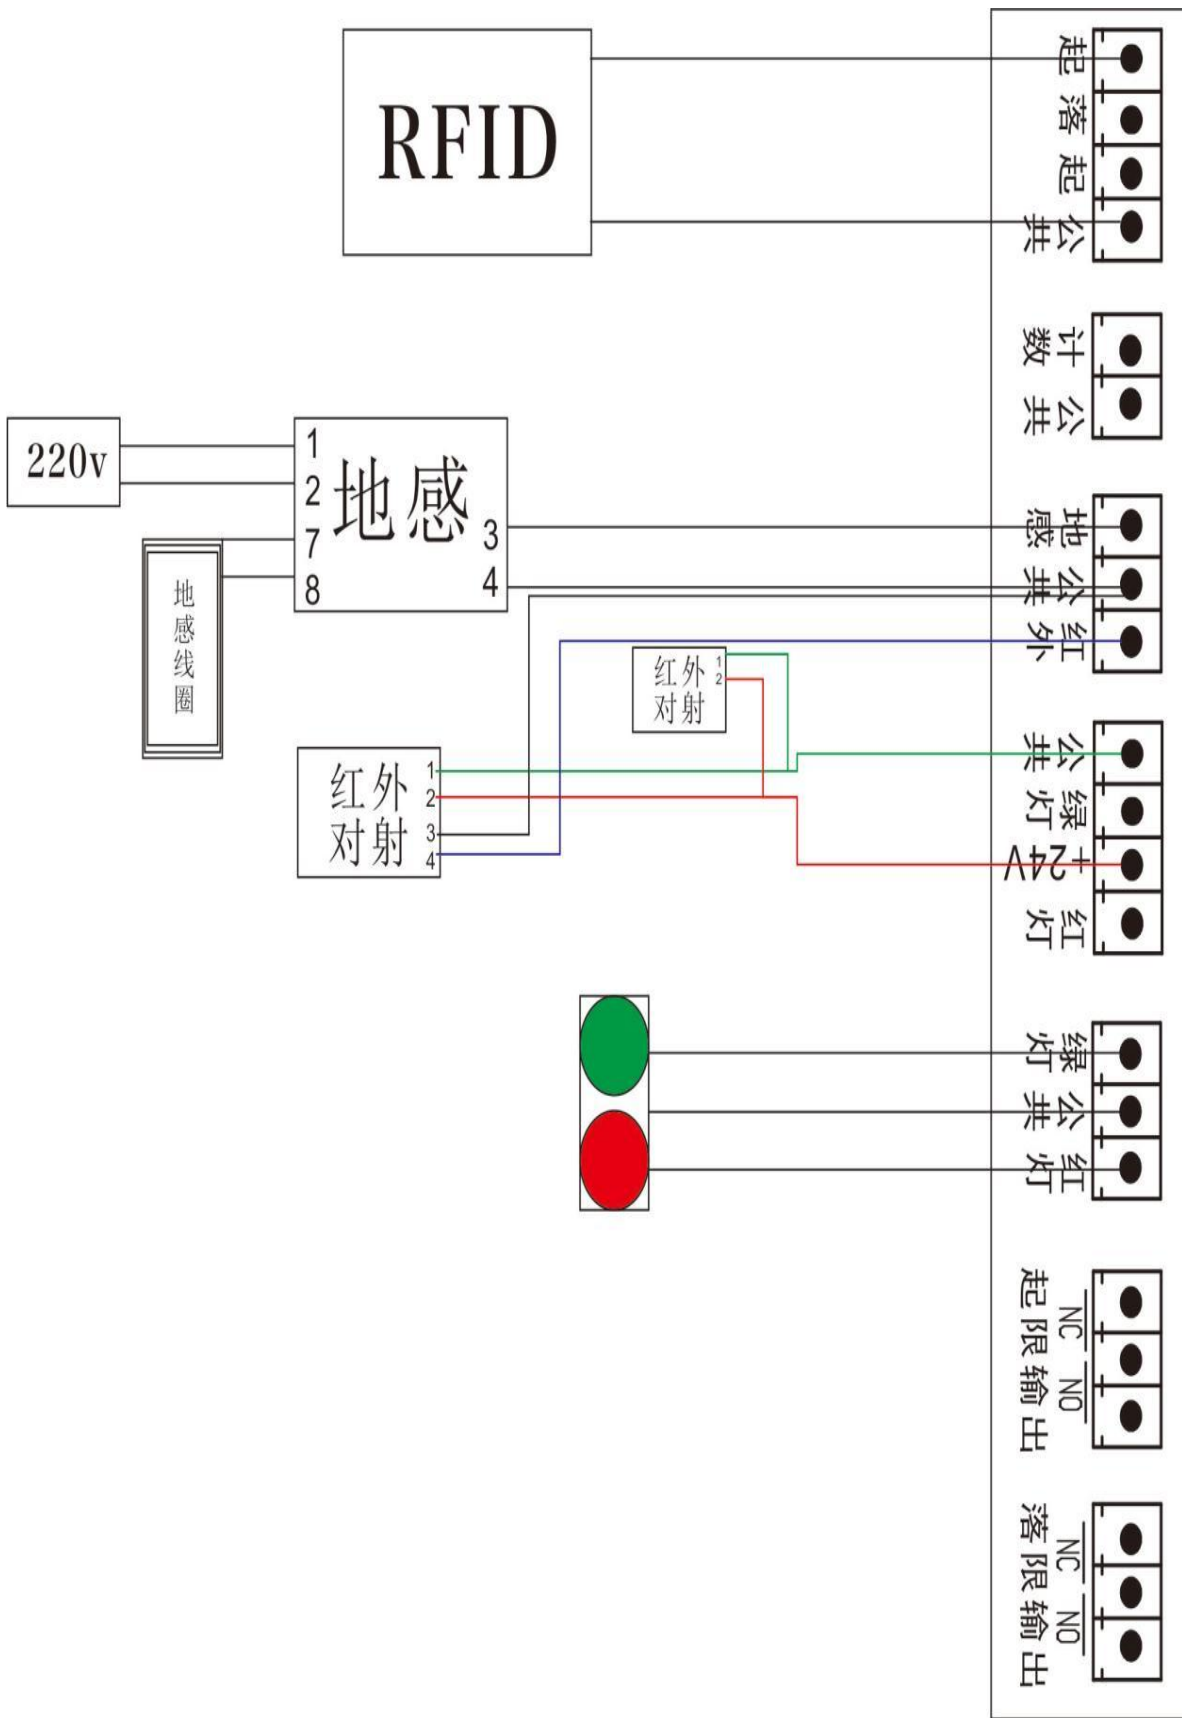 RFID
起
落
起
公共
计数
公共
220v
1
2
7
8
地感
3
4
地感线圈
地感
公共
红外
红外
对射
1
2
红外
对射
1
2
3
4
公共
绿灯
+24V
红灯
绿灯
公共
红灯
NC NO
起限输出
NC NO
落限输出